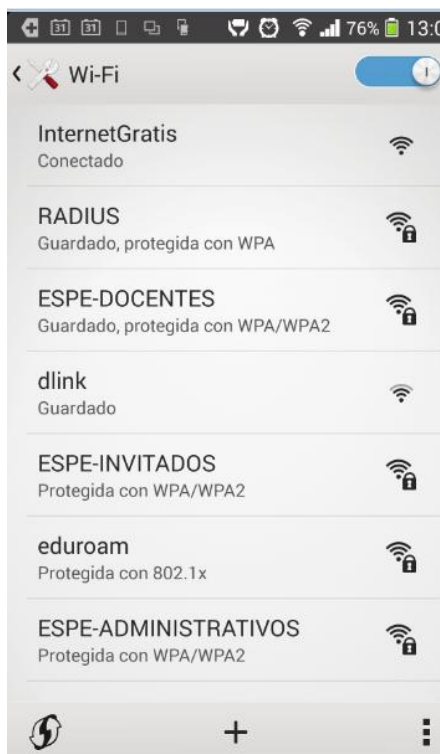 31 31 76% 13:0
Wi-Fi
InternetGratis
Conectado
RADIUS
Guardado, protegida con WPA
ESPE-DOCENTES
Guardado, protegida con WPA/WPA2
dlink
Guardado
ESPE-INVITADOS
Protegida con WPA/WPA2
eduroam
Protegida con 802.1x
ESPE-ADMINISTRATIVOS
Protegida con WPA/WPA2